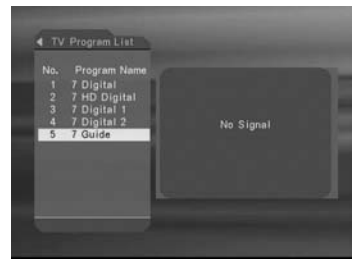 TV Program List
No. Program Name
1 7 Digital
2 7 HD Digital
3 7 Digital 1
4 7 Digital 2
5 7 Guide
No Signal